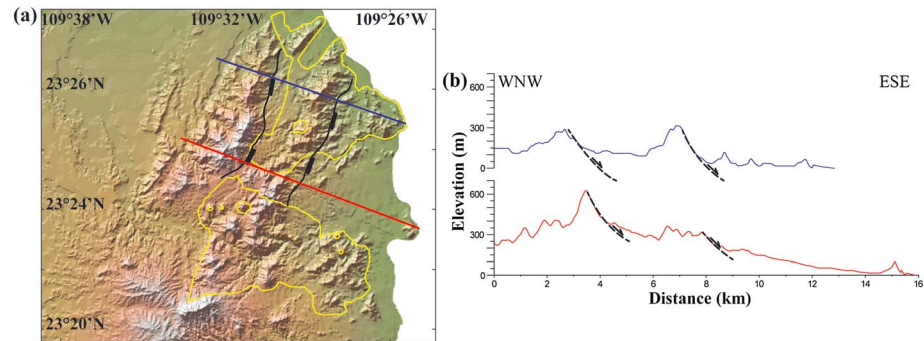 (a)
109°38'W 109°32'W 109°26'W
23°26'N
23°24'N
23°20'N
(b)
WNW ESE
600
300
0
600
300
0
Elevation (m)
0 2 4 6 8 10 12 14 16
Distance (km)